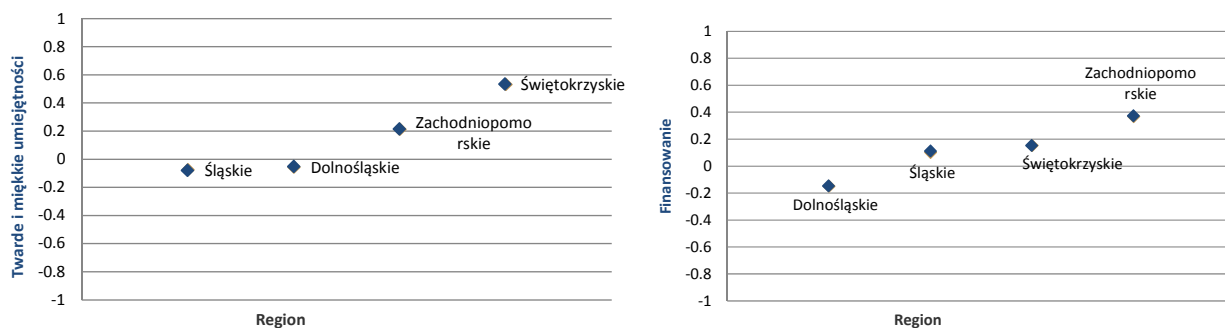 Twarde i miękkie umiejętności
1
0.8
0.6
0.4
0.2
0
-0.2
-0.4
-0.6
-0.8
-1
Świętokrzyskie
Zachodniopomo
rskie
Śląskie
Dolnośląskie
Region
Finansowanie
1
0.8
0.6
0.4
0.2
0
-0.2
-0.4
-0.6
-0.8
-1
Zachodniopomo
rskie
Śląskie
Świętokrzyskie
Dolnośląskie
Region